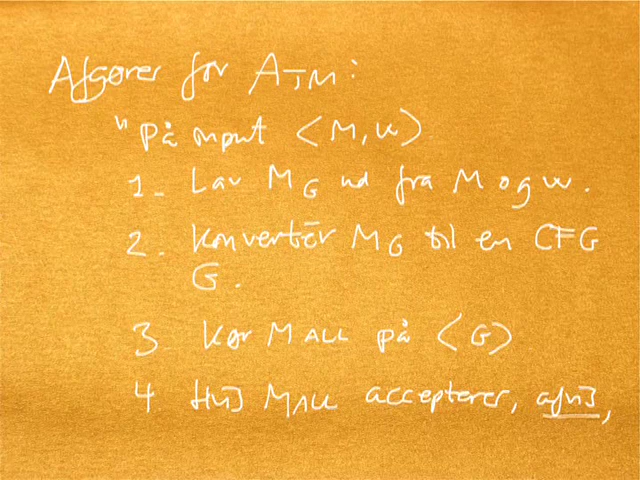 Afgører for ATM:
"På input <M, w>
1. Lav MG ud fra M og w.
2. Konvertér MG til en CFG
G.
3 Kør MALL på <G>
4 Hvis MALL accepterer, afvis,